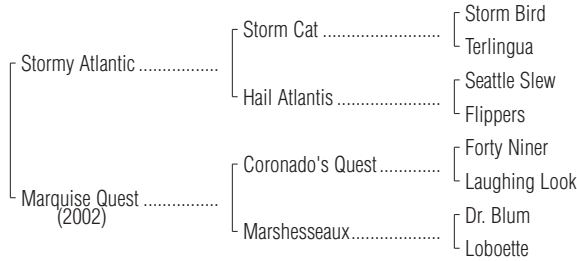 Storm Bird
Storm Cat ........................
Terlingua
Stormy Atlantic ................
Seattle Slew
Hail Atlantis .....................
Flippers
Forty Niner
Coronado's Quest.............
Laughing Look
Marquise Quest ...............
(2002)
Dr. Blum
Marshesseaux..................
Loboette